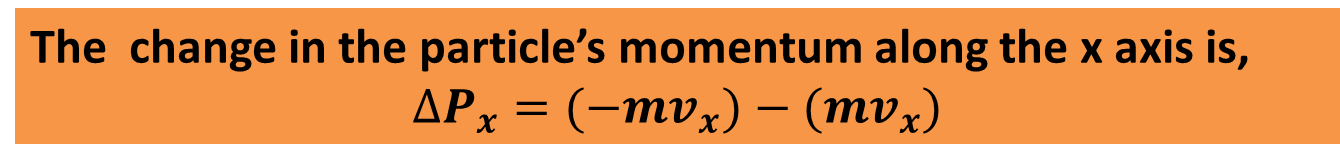 The change in the particle’s momentum along the x axis is,
Δ𝑷ₓ = (−𝒎𝒗ₓ) − (𝒎𝒗ₓ)